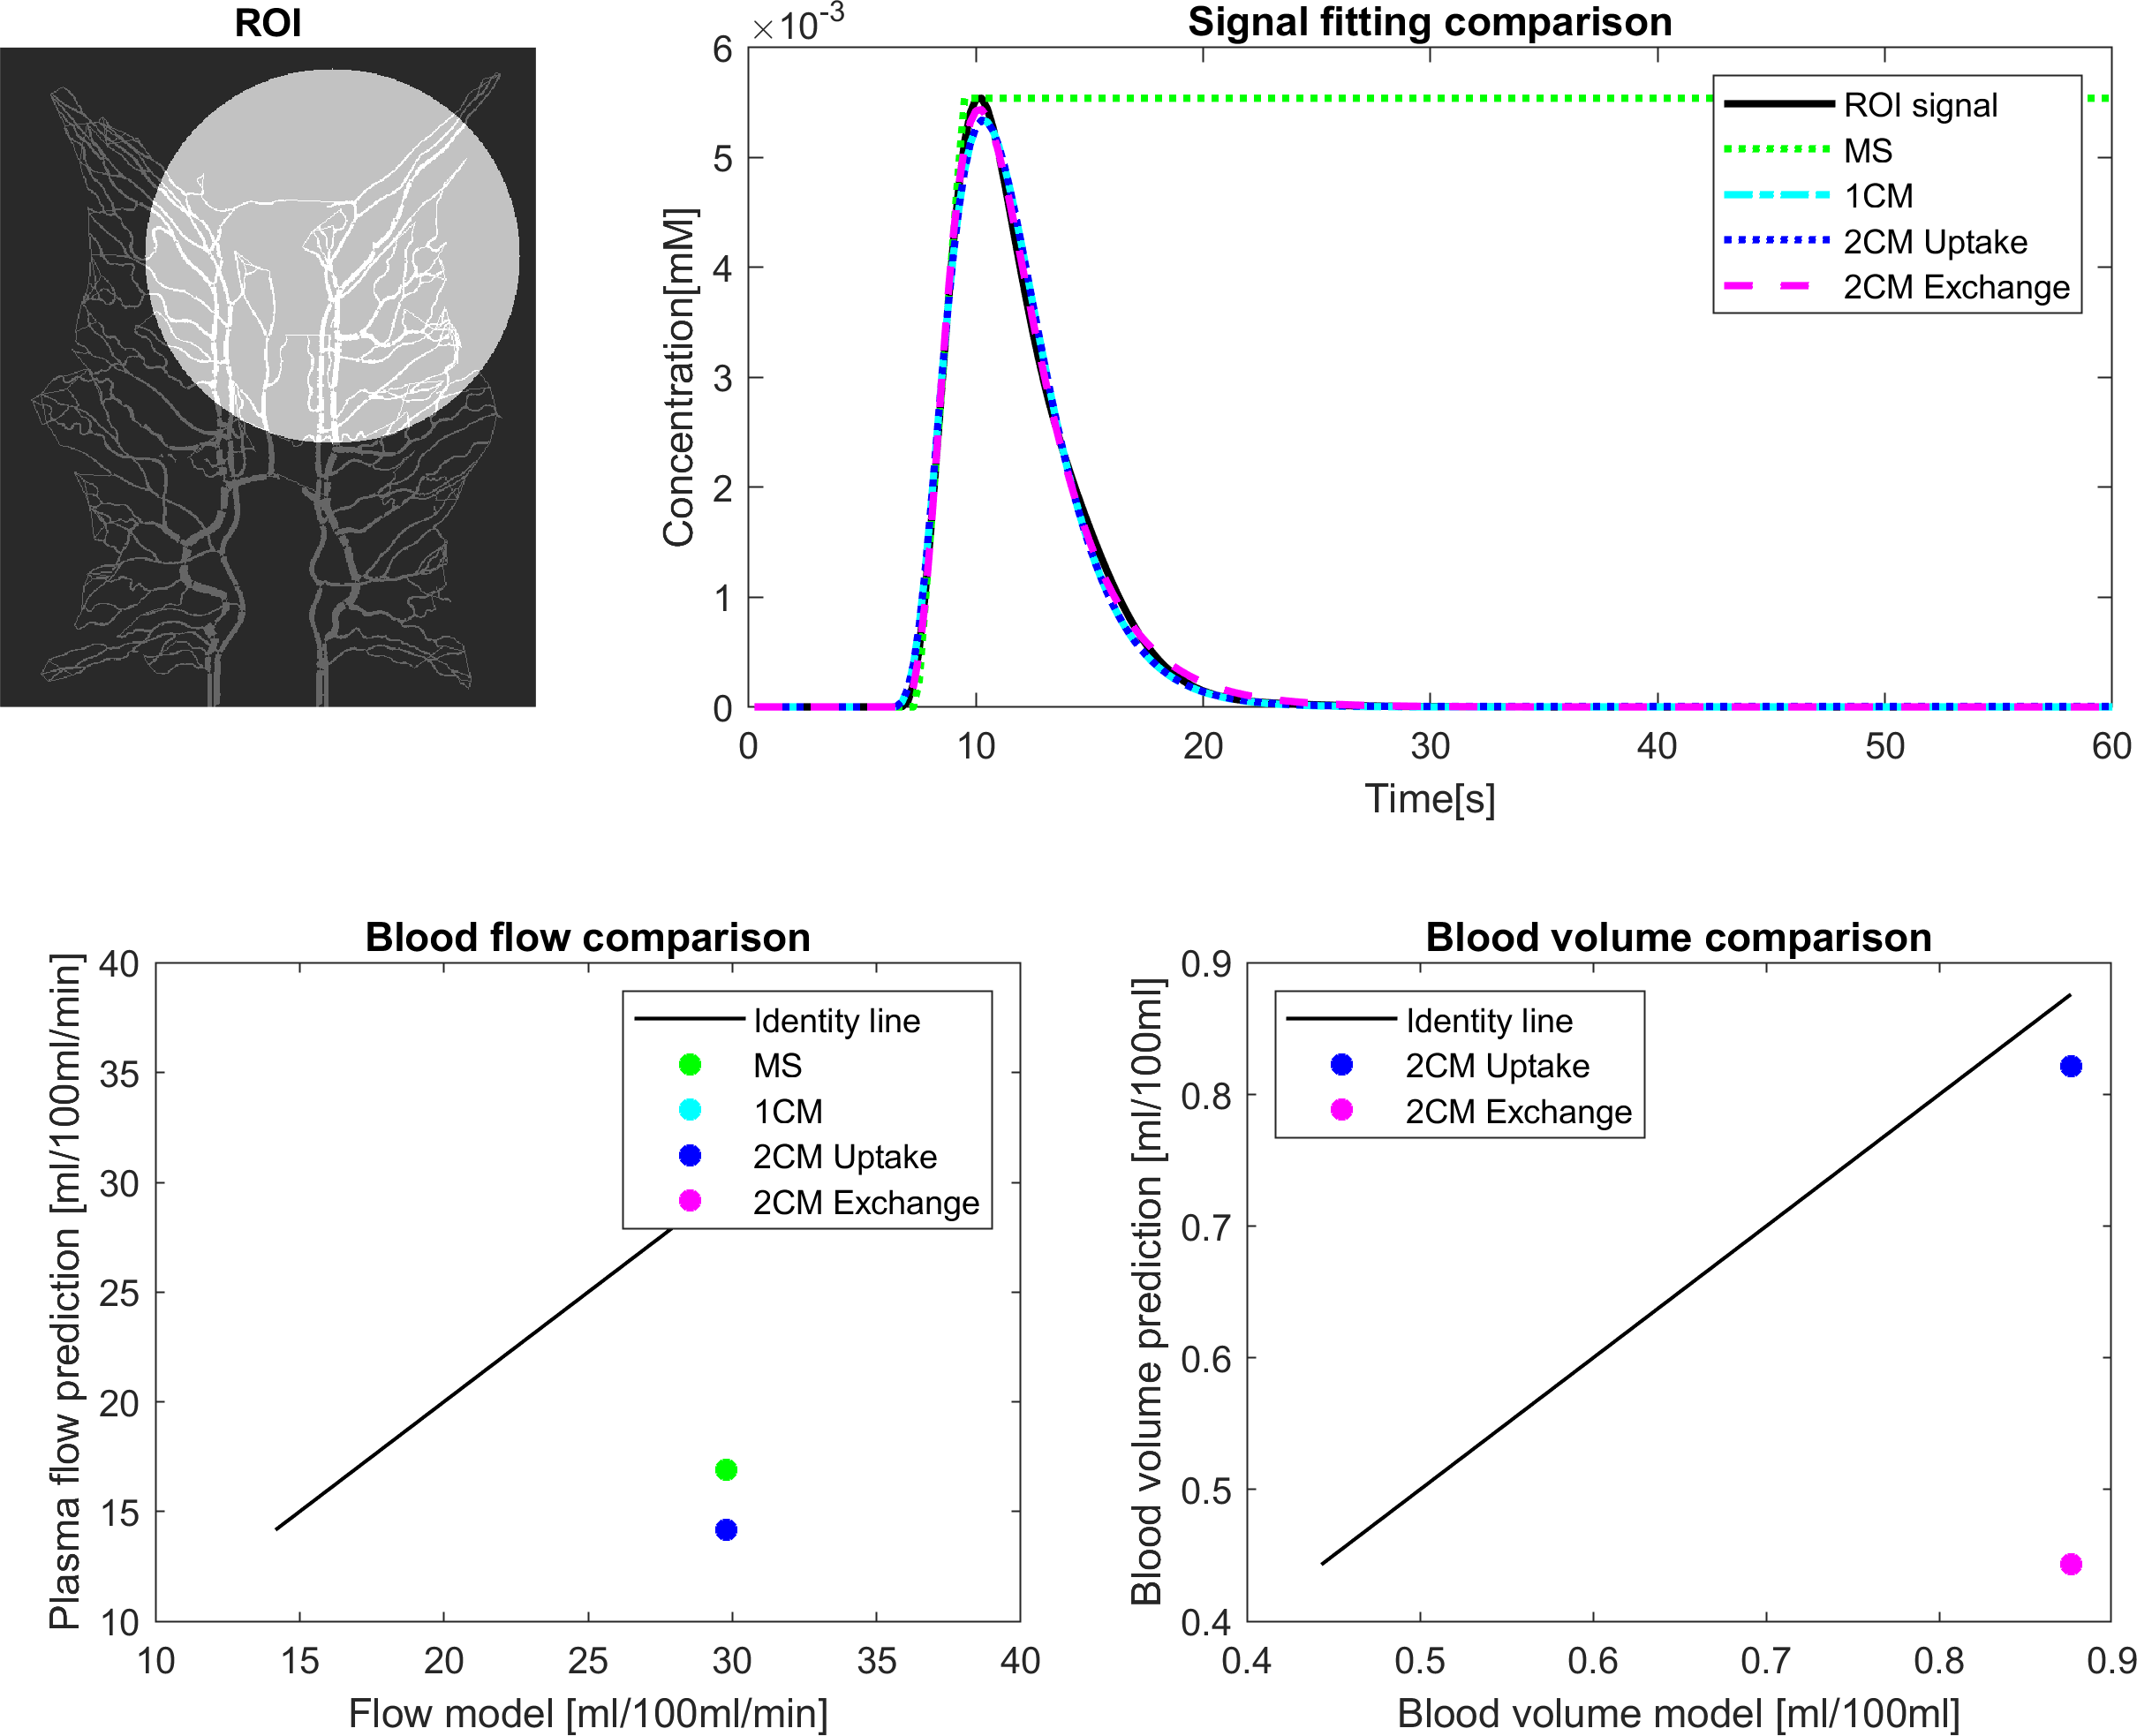 ROI
Signal fitting comparison
×10-3
6
5
4
3
2
1
0
Concentration[mM]
0 10 20 30 40 50 60
Time[s]
ROI signal
MS
1CM
2CM Uptake
2CM Exchange
Blood flow comparison
40
35
30
25
20
15
10
Plasma flow prediction [ml/100ml/min]
10 15 20 25 30 35 40
Flow model [ml/100ml/min]
Identity line
MS
1CM
2CM Uptake
2CM Exchange
Blood volume comparison
0.9
0.8
0.7
0.6
0.5
0.4
Blood volume prediction [ml/100ml]
0.4 0.5 0.6 0.7 0.8 0.9
Blood volume model [ml/100ml]
Identity line
2CM Uptake
2CM Exchange